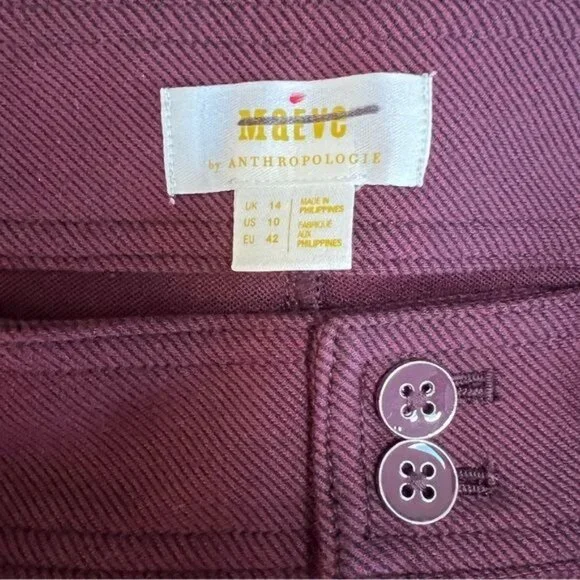 Maeve
by ANTHROPOLOGIE
UK 14
US 10
EU 42
MADE IN
PHILIPPINES
FABRIQUE
AUX
PHILIPPINES